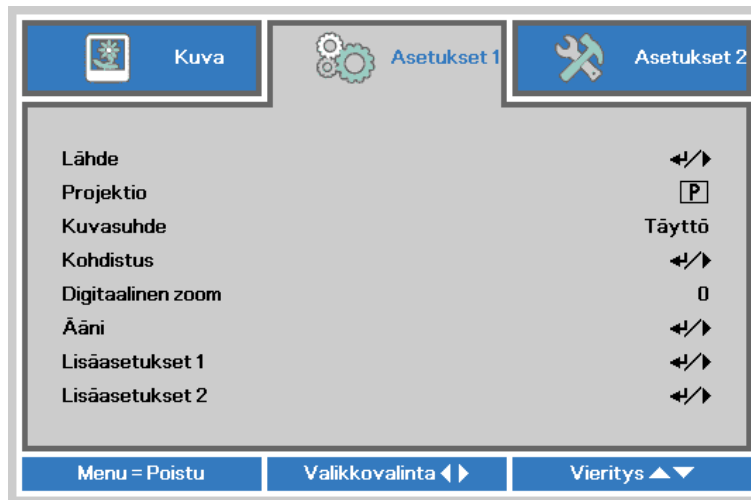 Kuva Asetukset 1 Asetukset 2
Lähde ↵/▶
Projektio P
Kuvasuhde Täyttö
Kohdistus ↵/▶
Digitaalinen zoom 0
Ääni ↵/▶
Lisäasetukset 1 ↵/▶
Lisäasetukset 2 ↵/▶
Menu = Poistu Valikkovalinta ◀▶ Vieritys ▲▼